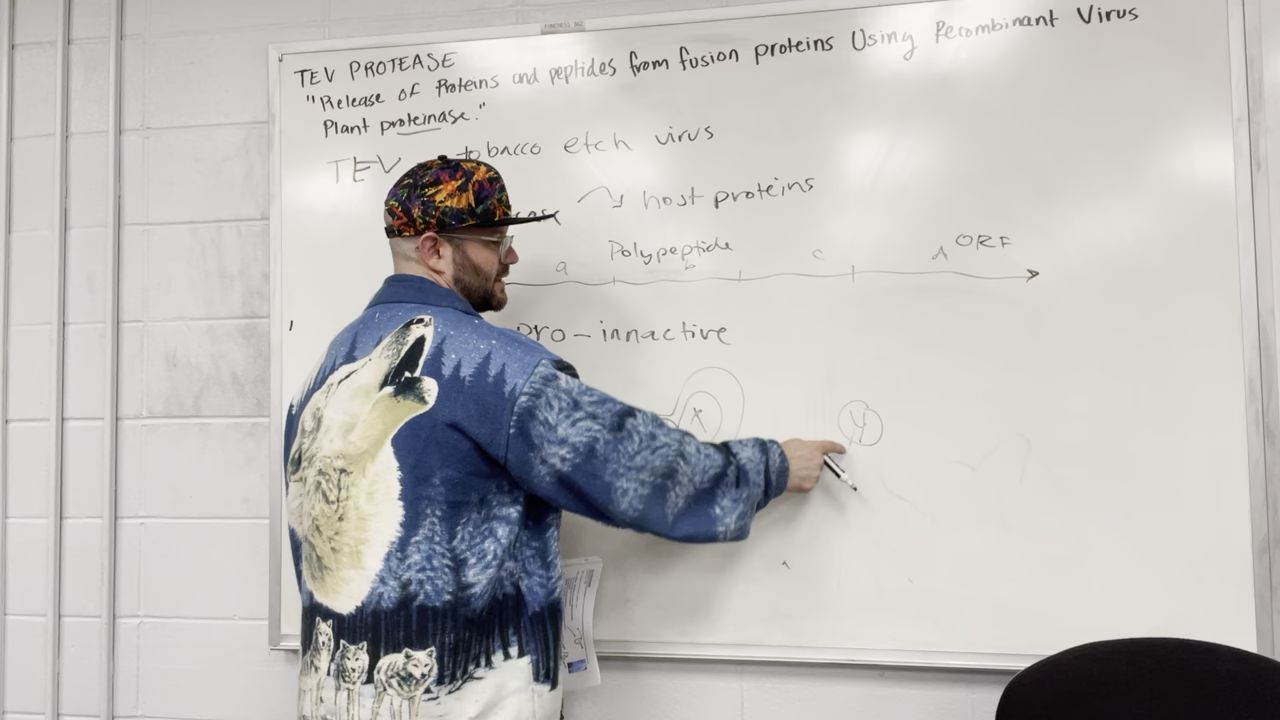 TEV PROTEASE
"Release of Proteins and peptides from fusion proteins Using Recombinant Virus
Plant proteinase."
TEV tobacco etch virus
host proteins
Polypeptide
a b c ORF
pro-innactive
x y